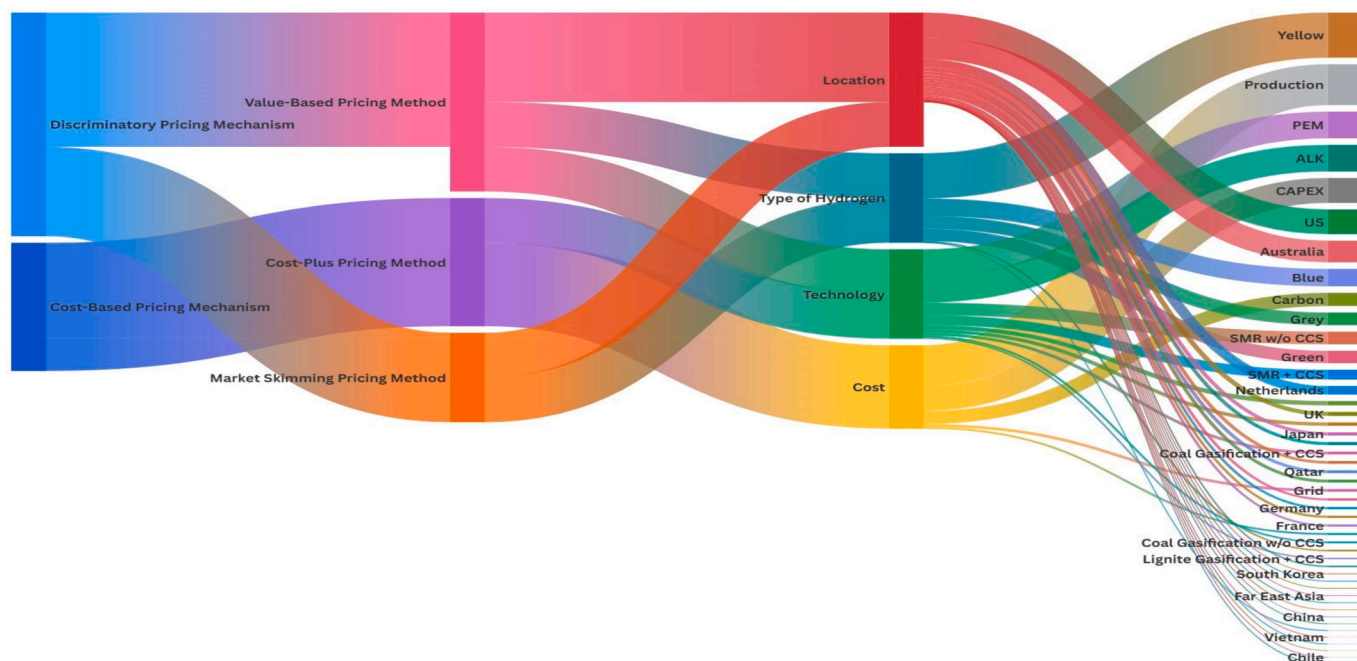 Discriminatory Pricing Mechanism
Cost-Based Pricing Mechanism
Value-Based Pricing Method
Cost-Plus Pricing Method
Market Skimming Pricing Method
Location
Type of Hydrogen
Technology
Cost
Yellow
Production
PEM
ALK
CAPEX
US
Australia
Blue
Carbon
Grey
SMR w/o CCS
Green
SMR + CCS
Netherlands
UK
Japan
Coal Gasification + CCS
Qatar
Grid
Germany
France
Coal Gasification w/o CCS
Lignite Gasification + CCS
South Korea
Far East Asia
China
Vietnam
Chile